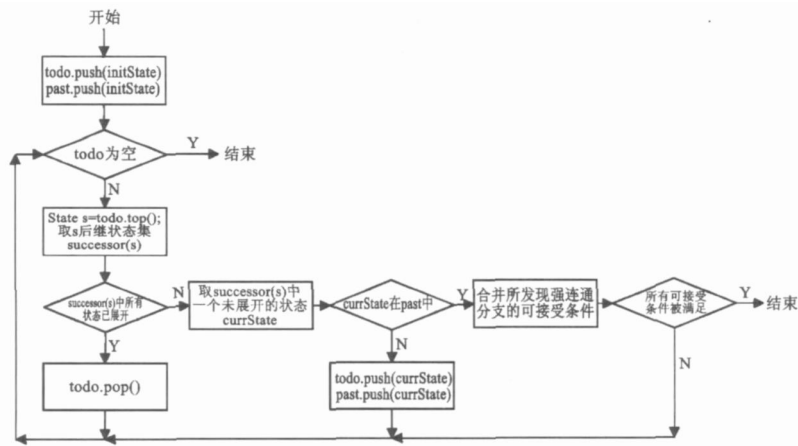 开始
todo.push(initState)
past.push(initState)
todo为空
Y
结束
N
State s=todo.top();
取s后继状态集
successor(s)
successor(s)中所有
状态已展开
N
取successor(s)中
一个未展开的状态
currState
currState在past中
Y
合并所发现强连通
分支的可接受条件
所有可接受
条件被满足
Y
结束
Y
N
N
todo.pop()
todo.push(currState)
past.push(currState)